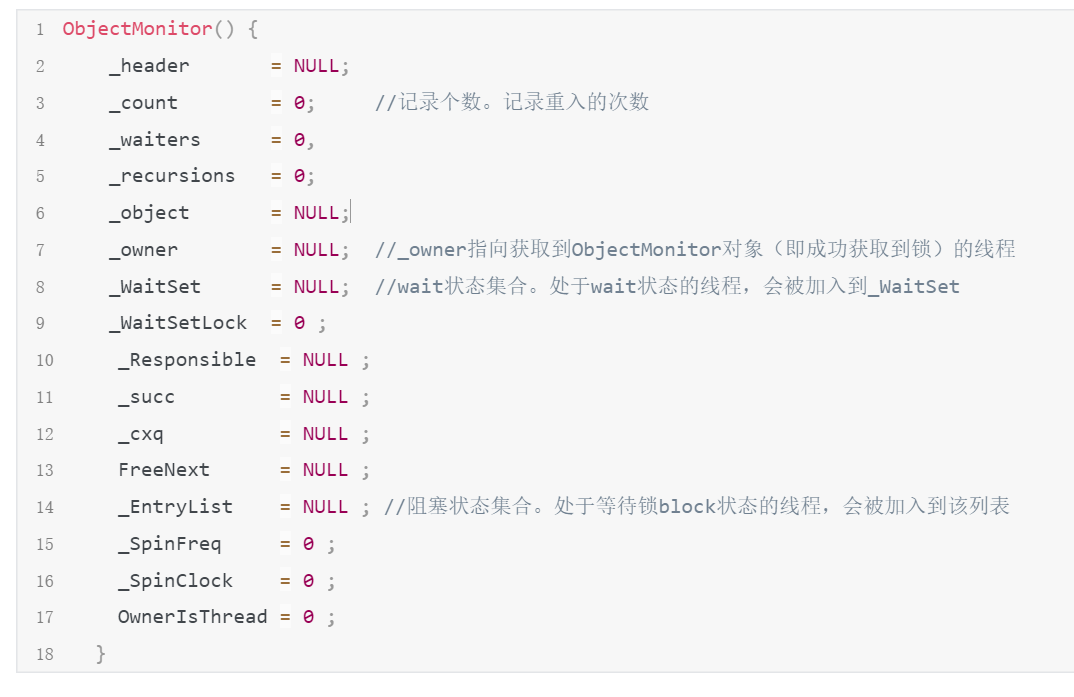 1 ObjectMonitor() {
2 _header = NULL;
3 _count = 0; //记录个数。记录重入的次数
4 _waiters = 0,
5 _recursions = 0;
6 _object = NULL;
7 _owner = NULL; //_owner指向获取到ObjectMonitor对象（即成功获取到锁）的线程
8 _WaitSet = NULL; //wait状态集合。处于wait状态的线程，会被加入到_WaitSet
9 _WaitSetLock = 0 ;
10 _Responsible = NULL ;
11 _succ = NULL ;
12 _cxq = NULL ;
13 FreeNext = NULL ;
14 _EntryList = NULL ; //阻塞状态集合。处于等待锁block状态的线程，会被加入到该列表
15 _SpinFreq = 0 ;
16 _SpinClock = 0 ;
17 OwnerIsThread = 0 ;
18 }